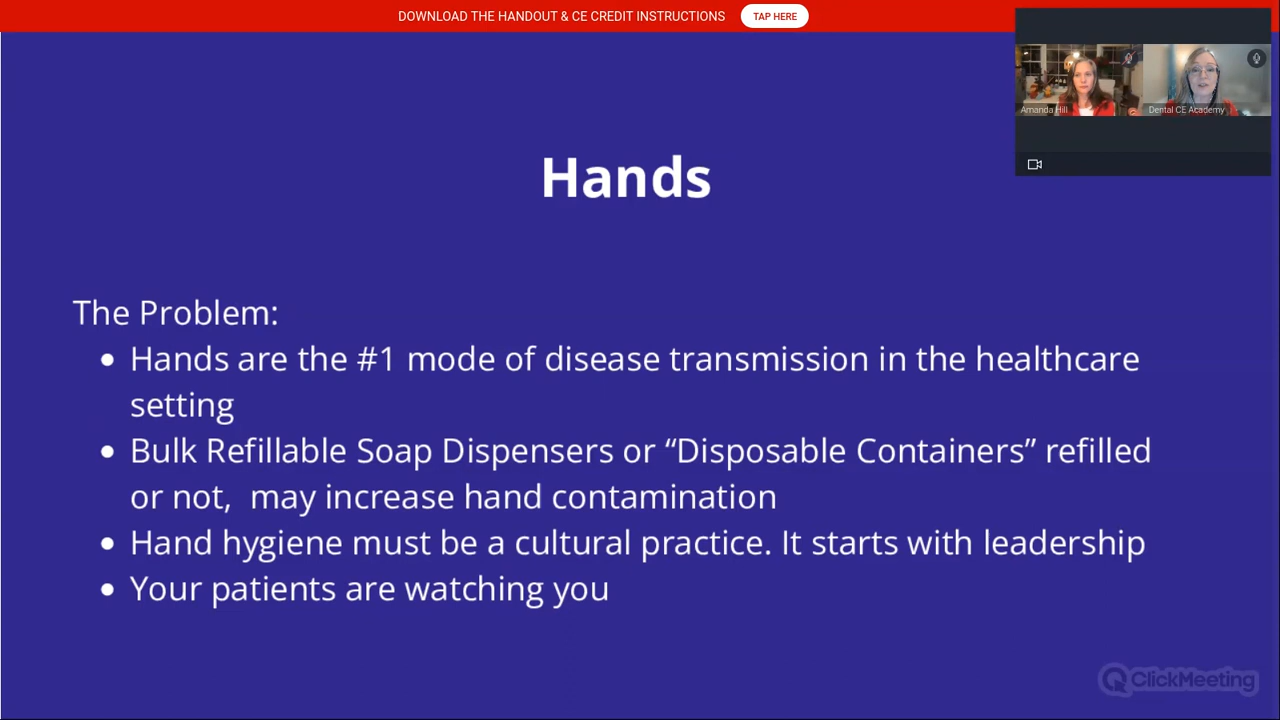 DOWNLOAD THE HANDOUT & CE CREDIT INSTRUCTIONS
TAP HERE
Amanda Hill
Dental CE Academy
Hands
The Problem:
Hands are the #1 mode of disease transmission in the healthcare
setting
Bulk Refillable Soap Dispensers or “Disposable Containers” refilled
or not,  may increase hand contamination
Hand hygiene must be a cultural practice. It starts with leadership
Your patients are watching you
ClickMeeting